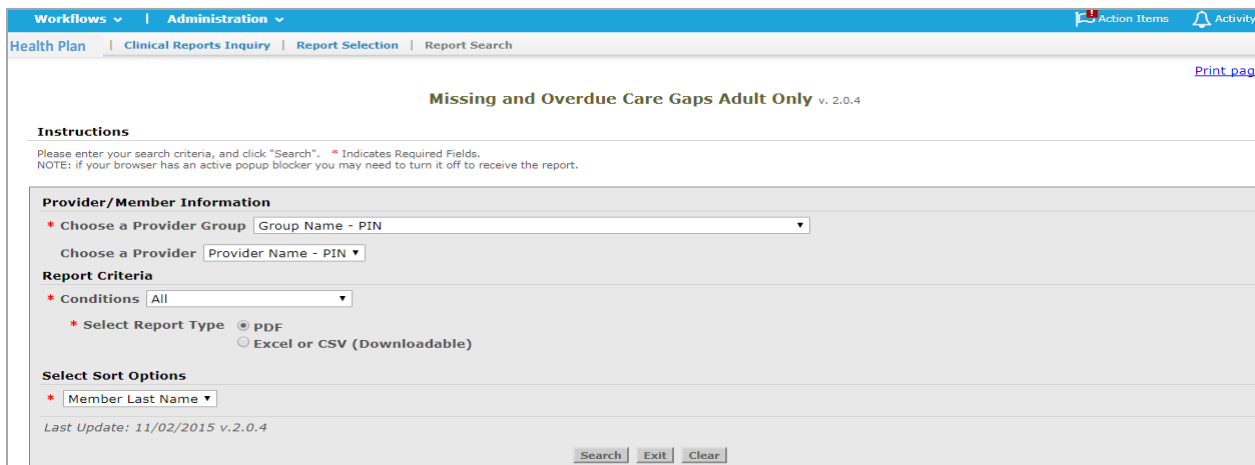 Workflows | Administration Action Items Activity
Health Plan | Clinical Reports Inquiry | Report Selection | Report Search
Print pag
Missing and Overdue Care Gaps Adult Only v. 2.0.4
Instructions
Please enter your search criteria, and click "Search". * Indicates Required Fields.
NOTE: if your browser has an active popup blocker you may need to turn it off to receive the report.
Provider/Member Information
* Choose a Provider Group Group Name - PIN
Choose a Provider Provider Name - PIN
Report Criteria
* Conditions All
* Select Report Type PDF
Excel or CSV (Downloadable)
Select Sort Options
* Member Last Name
Last Update: 11/02/2015 v.2.0.4
Search Exit Clear